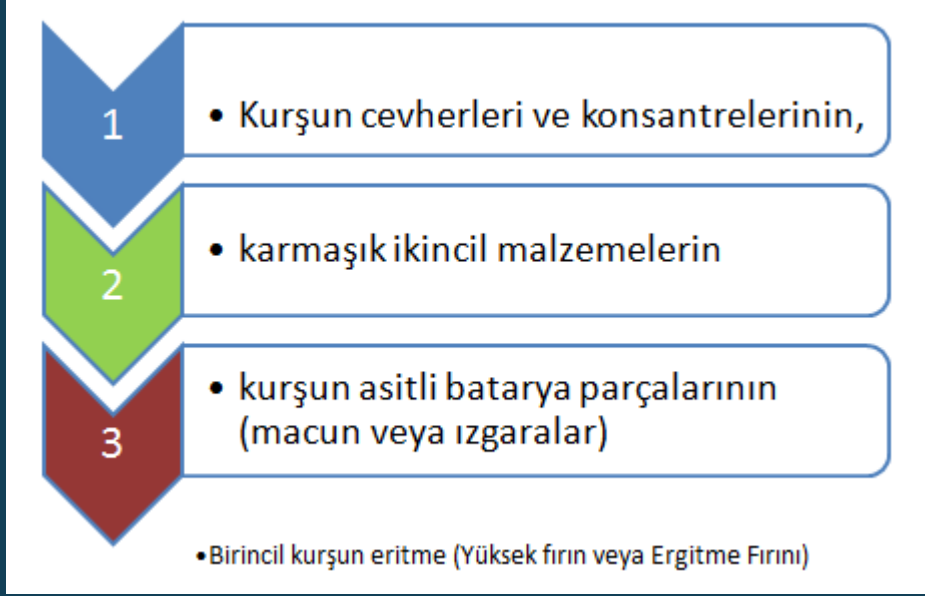 1
• Kurşun cevherleri ve konsantrelerinin,
2
• karmaşık ikincil malzemelerin
3
• kurşun asitli batarya parçalarının
(macun veya ızgaralar)
•Birincil kurşun eritme (Yüksek fırın veya Ergitme Fırını)